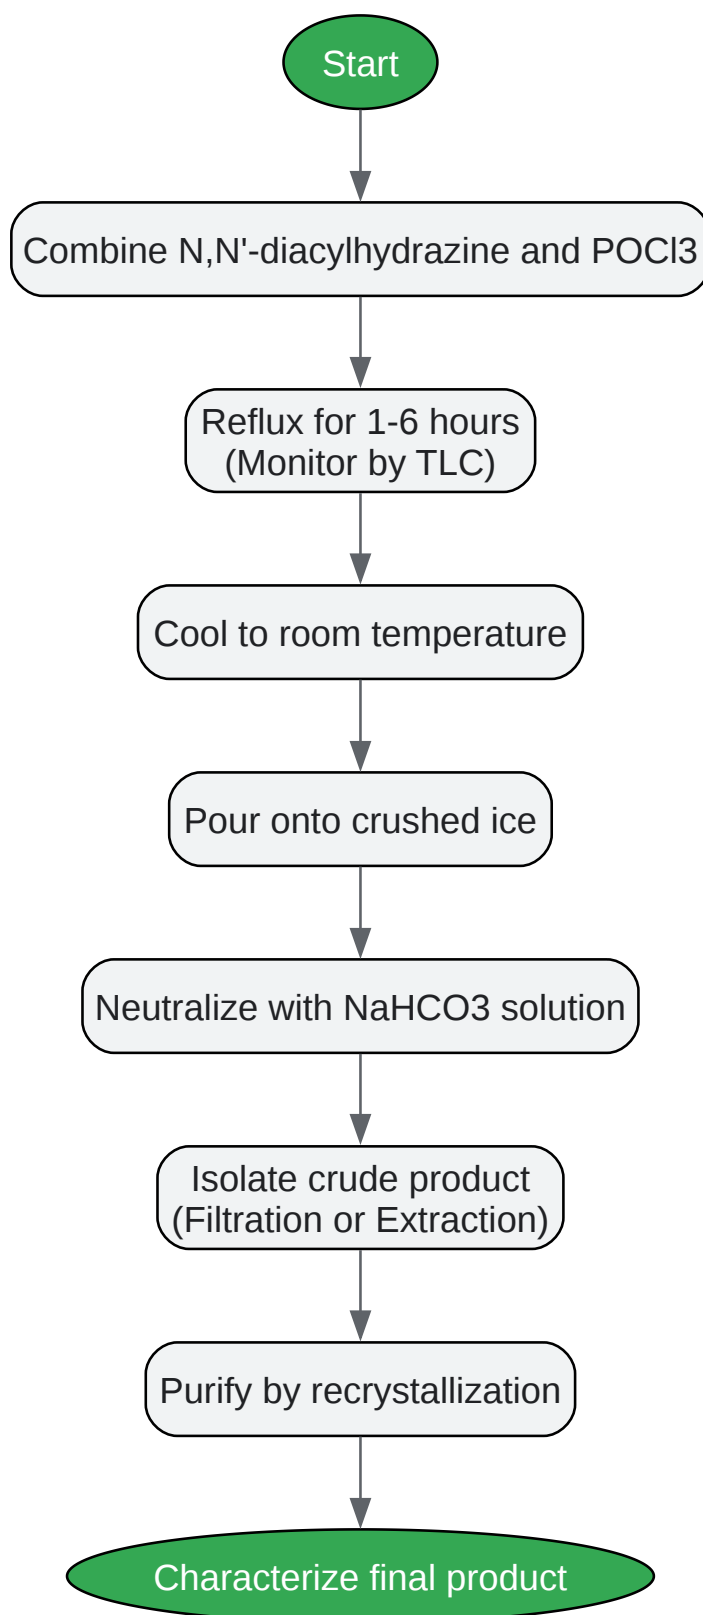 Start
Combine N,N'-diacylhydrazine and POCl3
Reflux for 1-6 hours
(Monitor by TLC)
Cool to room temperature
Pour onto crushed ice
Neutralize with NaHCO3 solution
Isolate crude product
(Filtration or Extraction)
Purify by recrystallization
Characterize final product